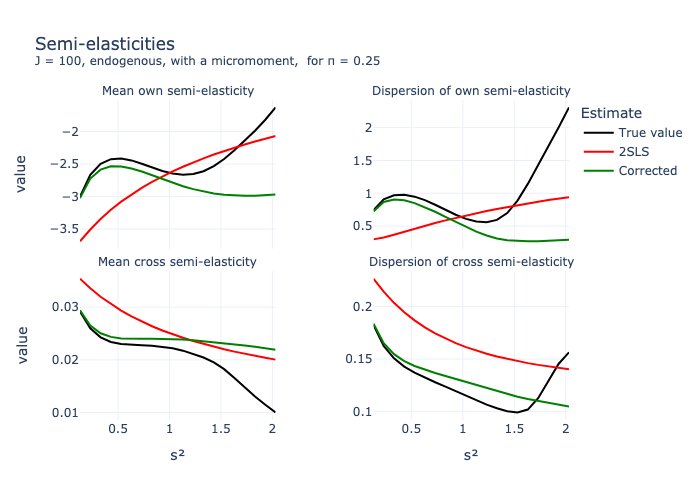 Semi-elasticities
J = 100, endogenous, with a micromoment,  for π = 0.25
Mean own semi-elasticity
Dispersion of own semi-elasticity
Estimate
True value
2SLS
Corrected
value
−2
−2.5
−3
−3.5
2
1.5
1
0.5
Mean cross semi-elasticity
Dispersion of cross semi-elasticity
value
0.03
0.02
0.01
0.2
0.15
0.1
0.5
1
1.5
2
0.5
1
1.5
2
s²
s²